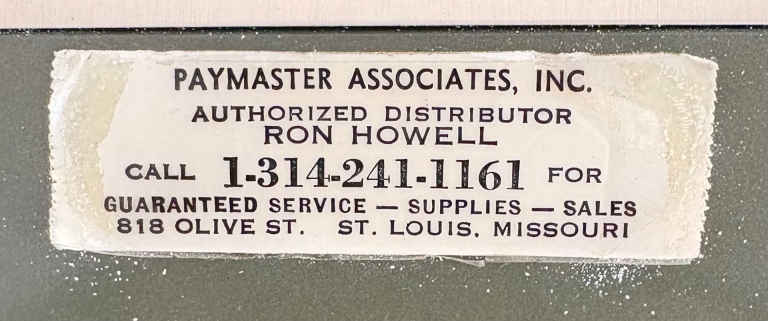 PAYMASTER ASSOCIATES, INC.
AUTHORIZED DISTRIBUTOR
RON HOWELL
CALL 1-314-241-1161 FOR
GUARANTEED SERVICE — SUPPLIES — SALES
818 OLIVE ST. ST. LOUIS, MISSOURI